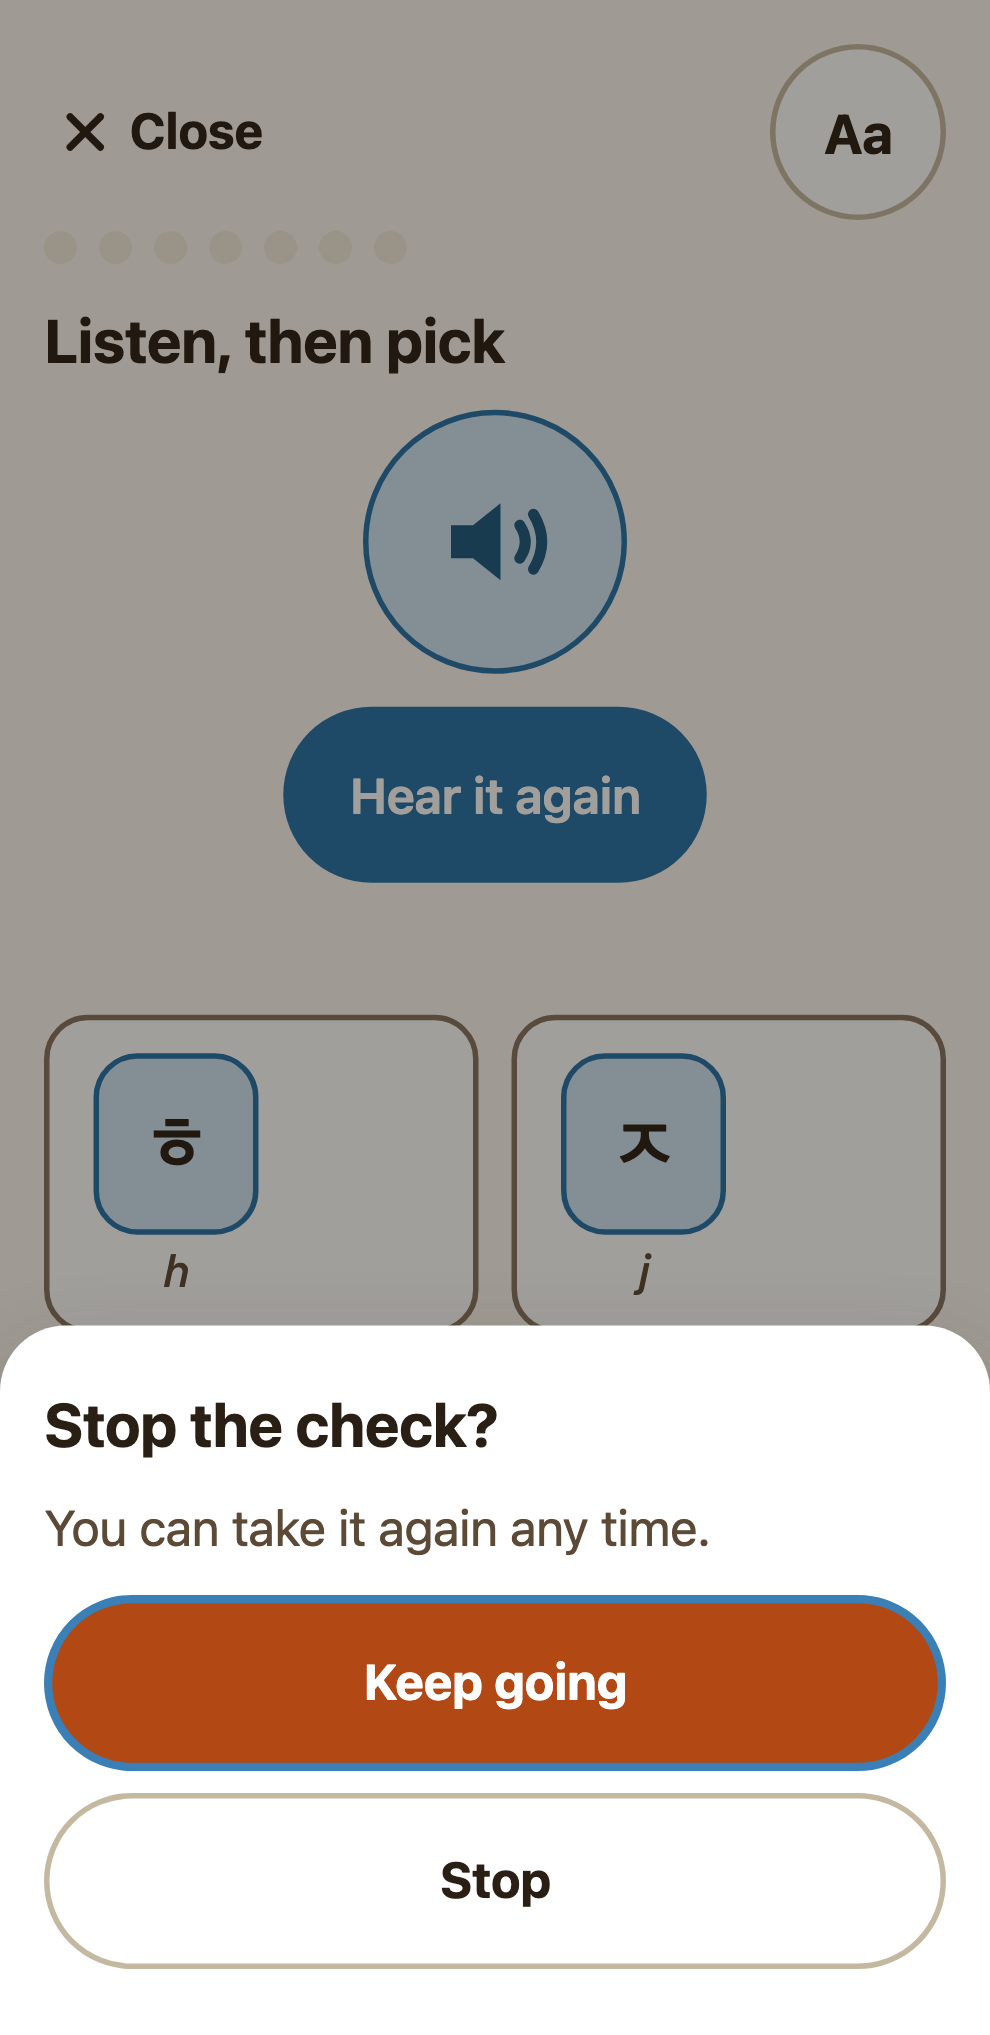 Close
Aa
Listen, then pick
Hear it again
ㅎ
ㅈ
h
j
Stop the check?
You can take it again any time.
Keep going
Stop